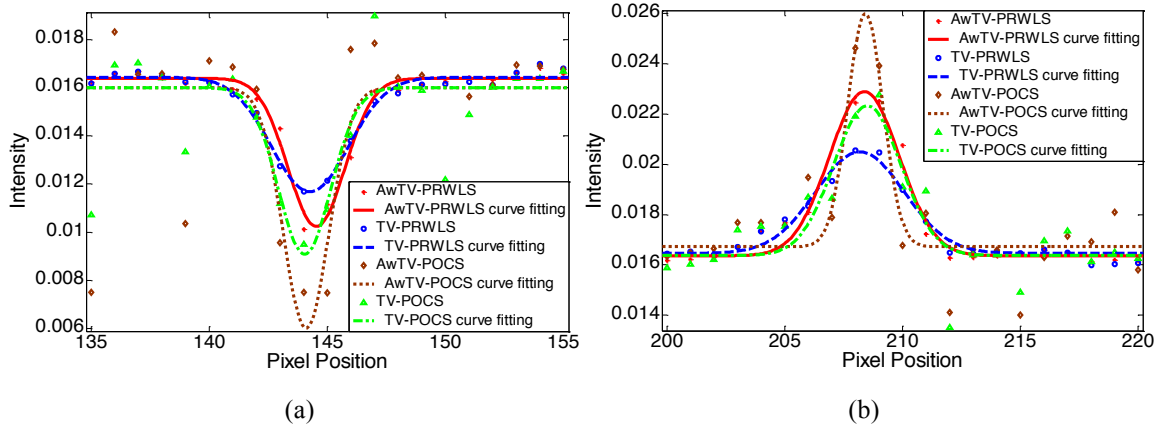 0.018
0.016
0.014
0.012
0.01
0.008
0.006
Intensity
135
140
145
150
155
Pixel Position
AwTV-PRWLS
AwTV-PRWLS curve fitting
TV-PRWLS
TV-PRWLS curve fitting
AwTV-POCS
AwTV-POCS curve fitting
TV-POCS
TV-POCS curve fitting
(a)
0.026
0.024
0.022
0.02
0.018
0.016
0.014
Intensity
200
205
210
215
220
Pixel Position
AwTV-PRWLS
AwTV-PRWLS curve fitting
TV-PRWLS
TV-PRWLS curve fitting
AwTV-POCS
AwTV-POCS curve fitting
TV-POCS
TV-POCS curve fitting
(b)